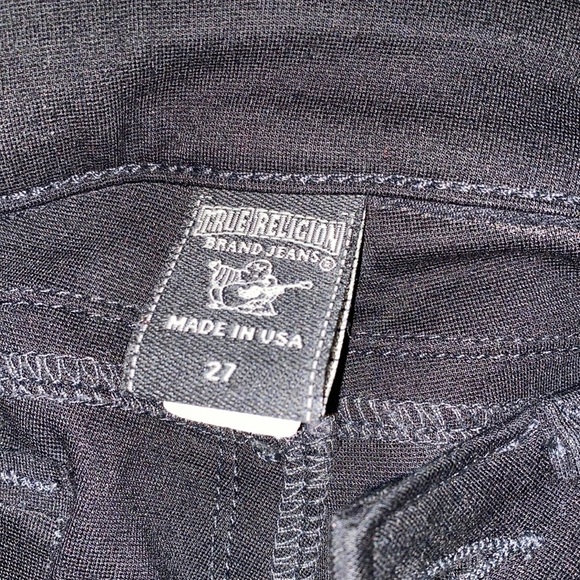 TRUE RELIGION
BRAND JEANS®
MADE IN USA
27